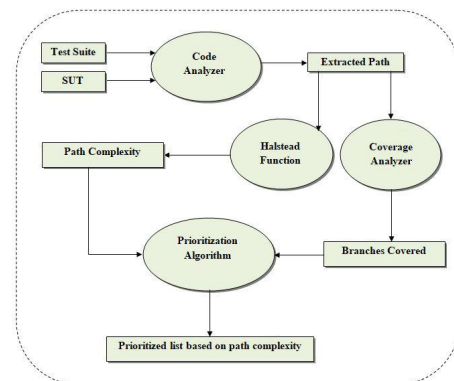 Test Suite
SUT
Code
Analyzer
Extracted Path
Path Complexity
Halstead
Function
Coverage
Analyzer
Prioritization
Algorithm
Branches Covered
Prioritized list based on path complexity